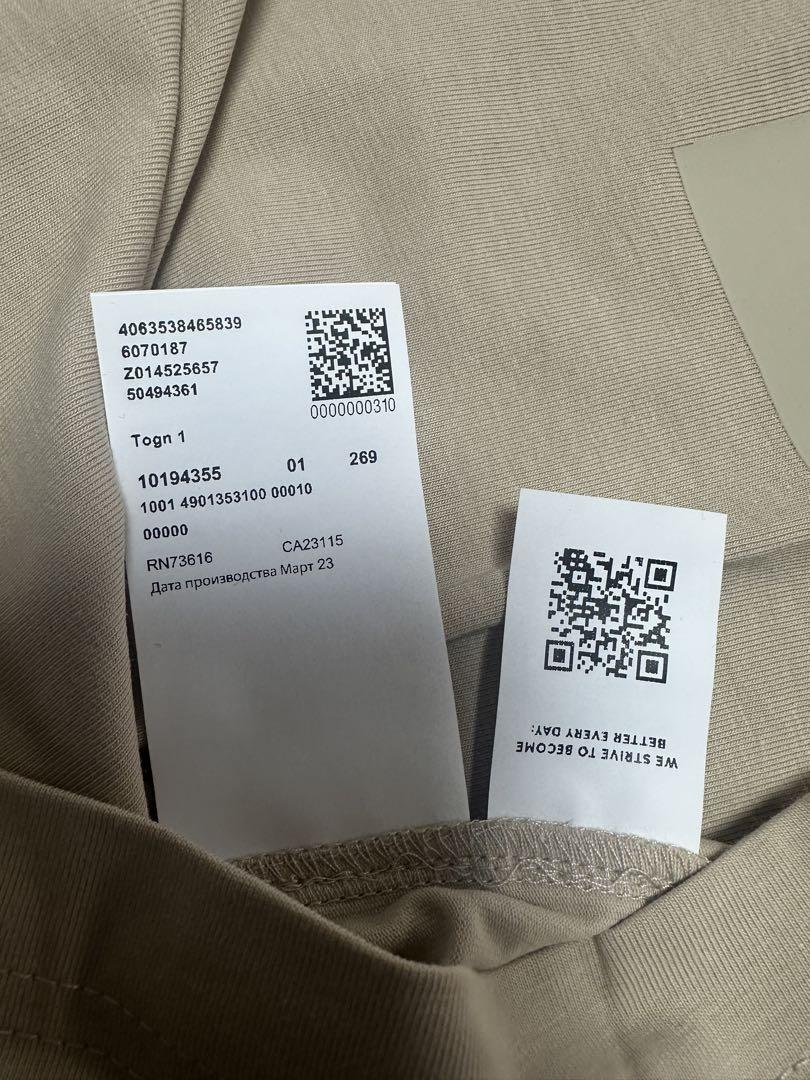 4063538465839
6070187
Z014525657
50494361
0000000310
Togn 1
10194355 01 269
1001 4901353100 00010
00000
RN73616 CA23115
Дата производства Март 23
WE STRIVE TO BECOME
BETTER EVERY DAY: